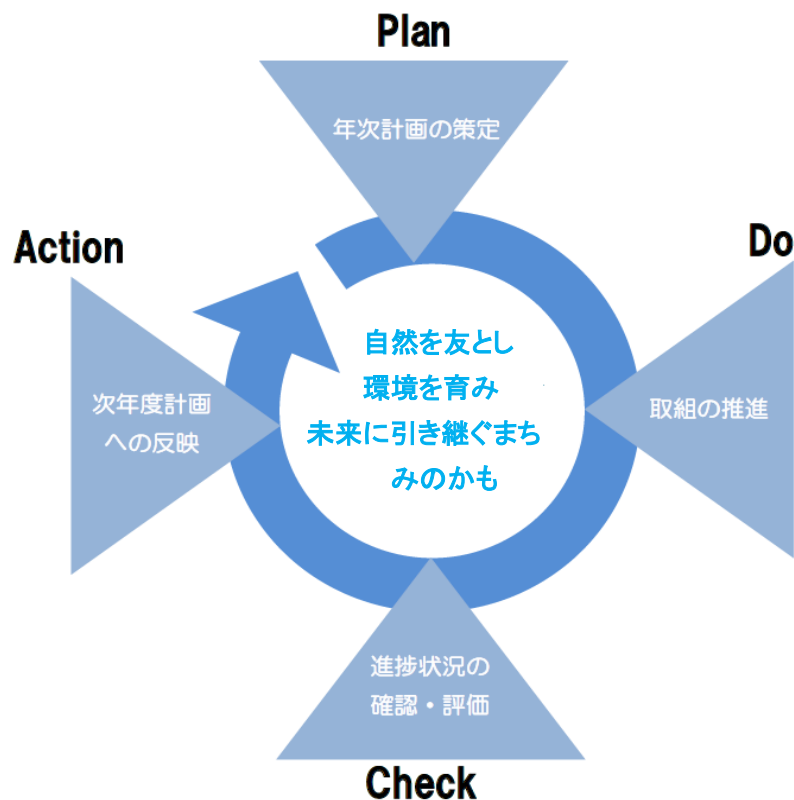 Plan
年次計画の策定
Action
Do
自然を友とし
環境を育み
未来に引き継ぐまち
みのかも
次年度計画
への反映
取組の推進
進捗状況の
確認・評価
Check